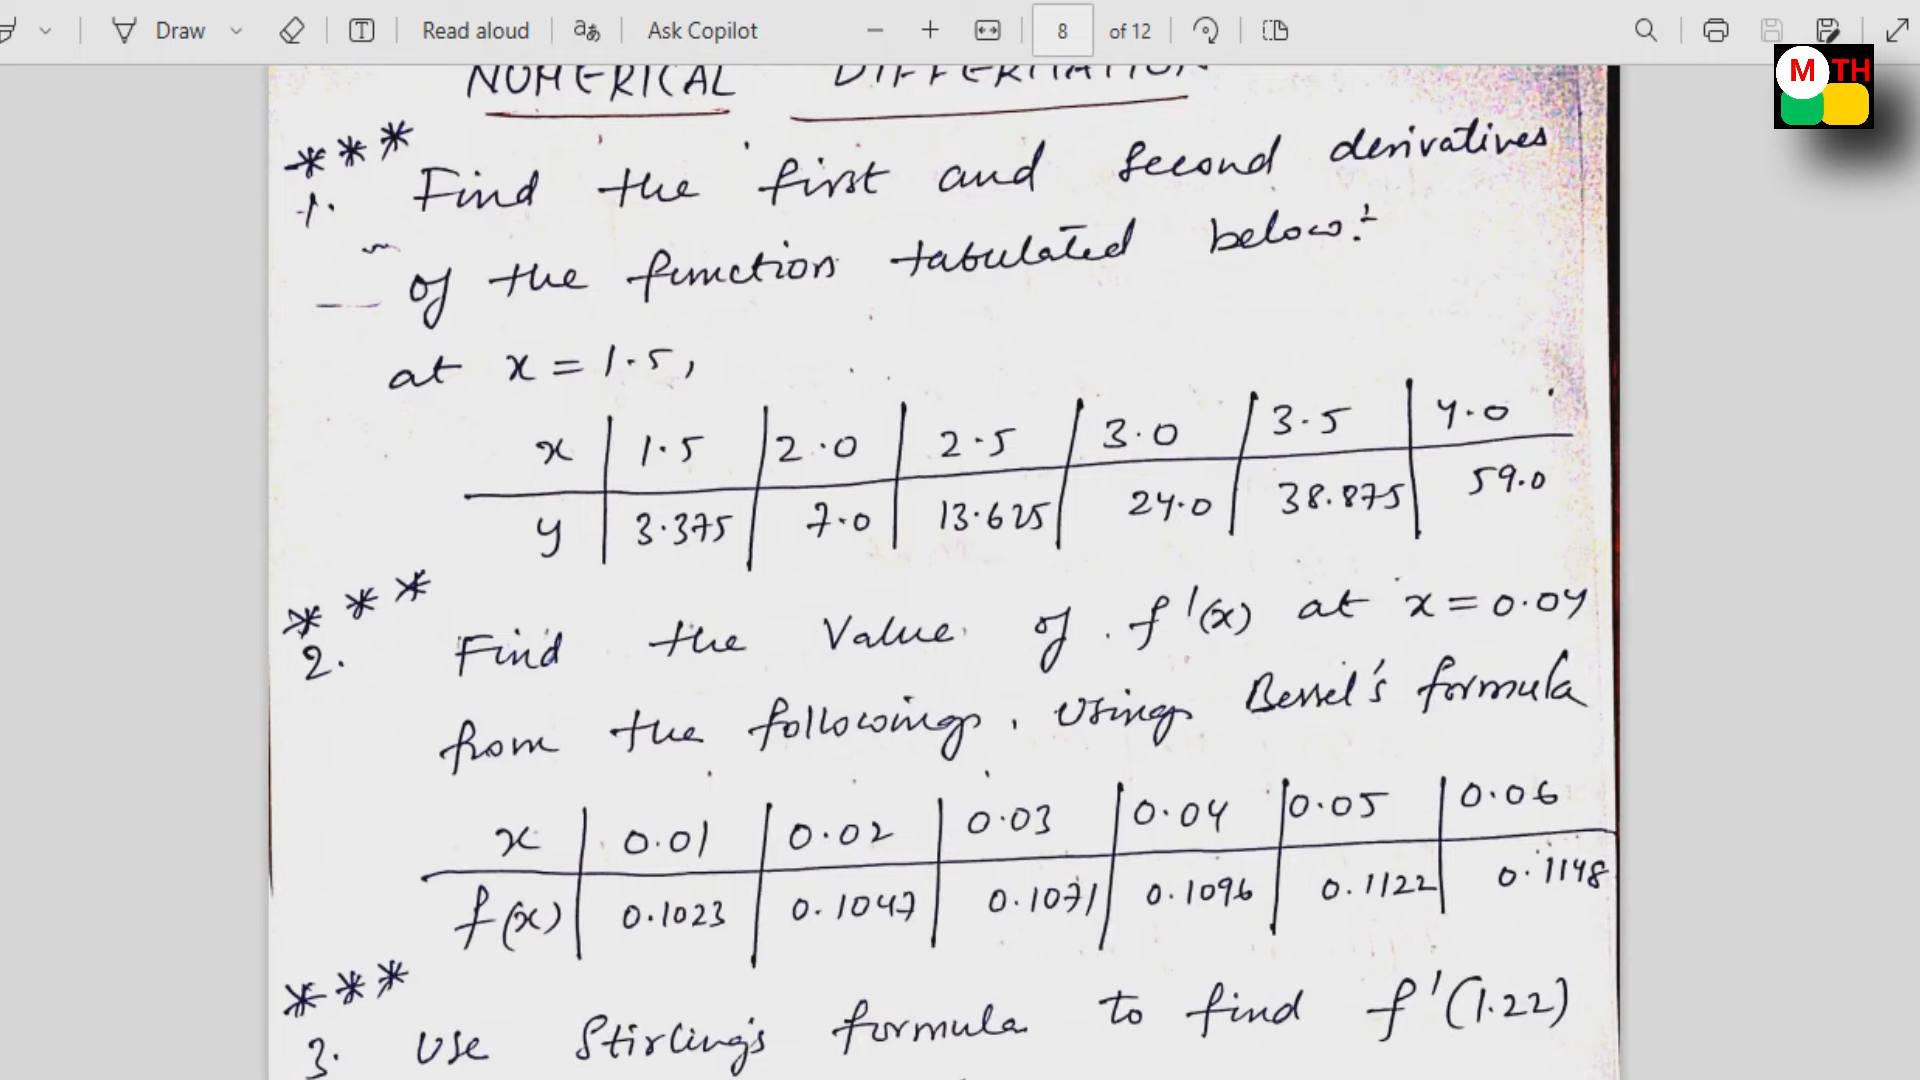 Draw
Read aloud
aあ
Ask Copilot
8 of 12
M TH
NUMERICAL DIFFERNTIATION
***
1. Find the first and second derivatives
of the function tabulated below:
at x = 1.5,
x | 1.5 | 2.0 | 2.5 | 3.0 | 3.5 | 4.0
y | 3.375 | 7.0 | 13.625 | 24.0 | 38.875 | 59.0
***
2. Find the Value of f'(x) at x = 0.04
from the following, using Bessel's formula
x | 0.01 | 0.02 | 0.03 | 0.04 | 0.05 | 0.06
f(x) | 0.1023 | 0.1047 | 0.1071 | 0.1096 | 0.1122 | 0.1148
***
3. Use Stirling's formula to find f'(1.22)